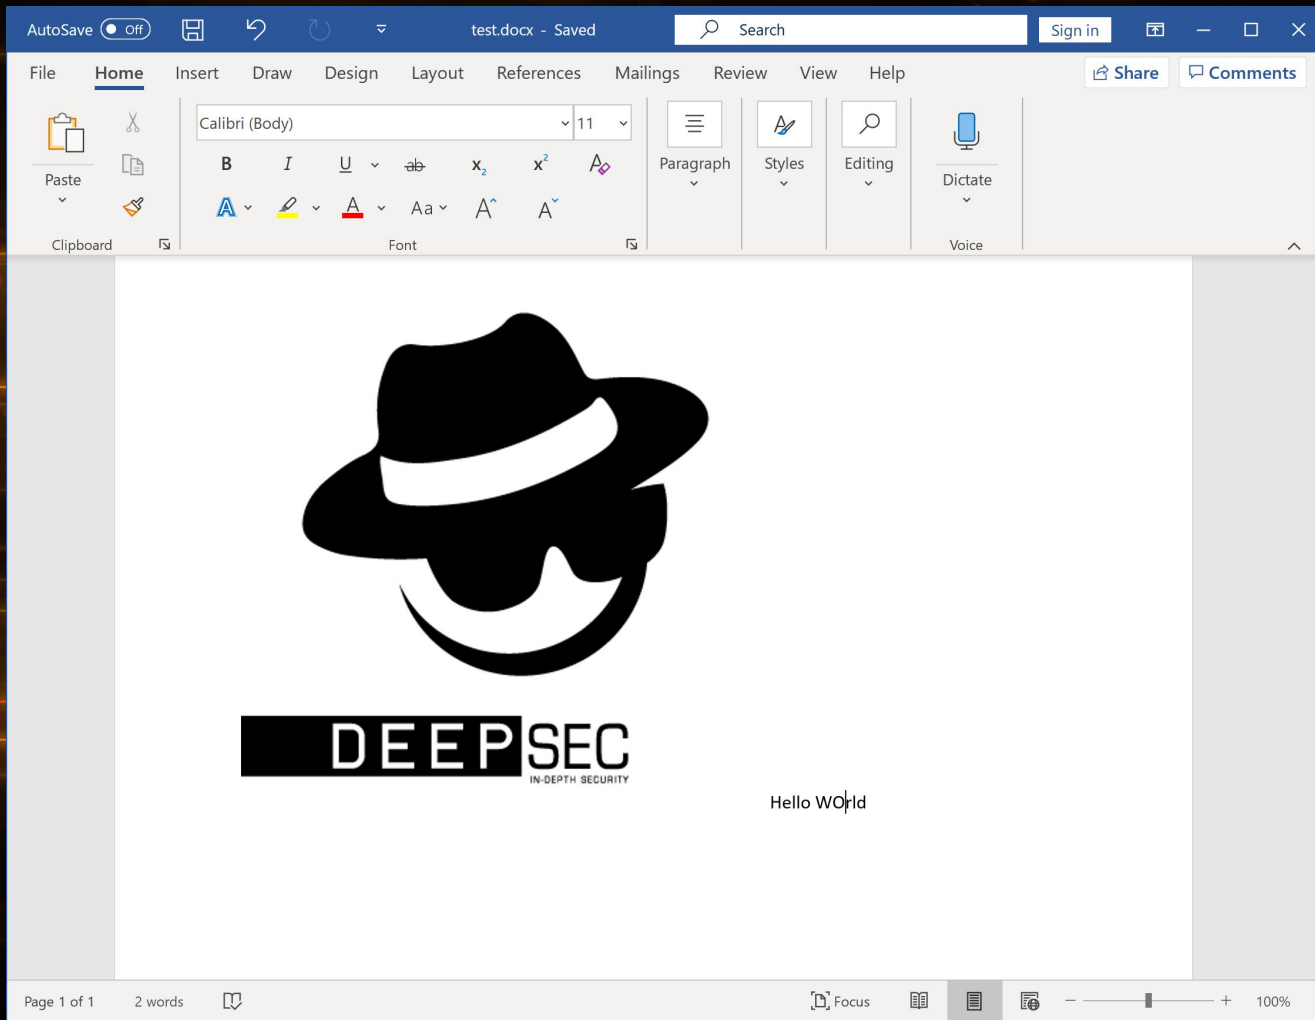 AutoSave Off test.docx - Saved Search Sign in
File Home Insert Draw Design Layout References Mailings Review View Help Share Comments
Calibri (Body) 11
B I U ab x₂ x² A
Paste Paragraph Styles Editing Dictate
A A Aa A A
Clipboard Font Voice
DEEPSEC
IN-DEPTH SECURITY
Hello WOrld
Page 1 of 1 2 words Focus 100%